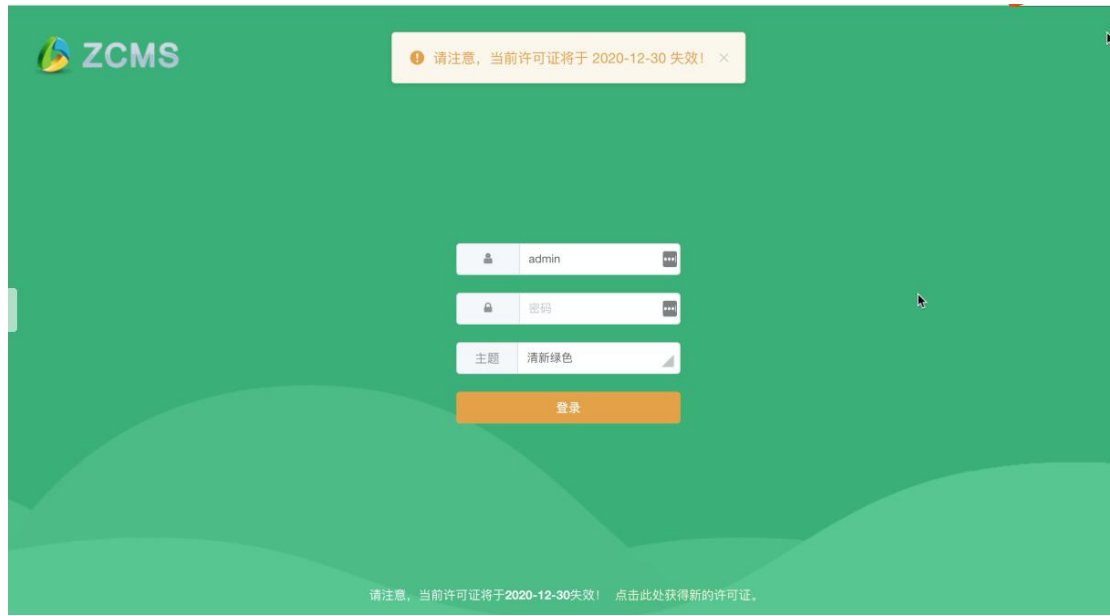 ZCMS
请注意，当前许可证将于 2020-12-30 失效！
admin
密码
主题 清新绿色
登录
请注意，当前许可证将于2020-12-30失效！ 点击此处获得新的许可证。